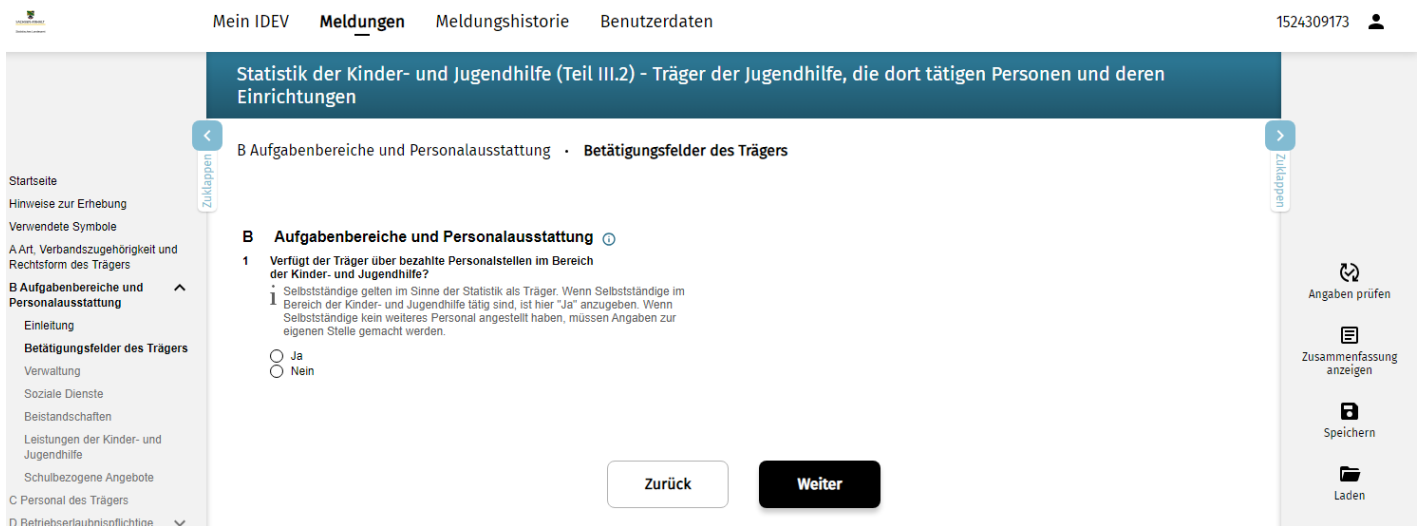 Mein IDEV Meldungen Meldungshistorie Benutzerdaten 1524309173
Statistik der Kinder- und Jugendhilfe (Teil III.2) - Träger der Jugendhilfe, die dort tätigen Personen und deren
Einrichtungen
Zuklappen
Zuklappen
B Aufgabenbereiche und Personalausstattung · Betätigungsfelder des Trägers
Startseite
Hinweise zur Erhebung
Verwendete Symbole
A Art, Verbandszugehörigkeit und
Rechtsform des Trägers
B Aufgabenbereiche und
Personalausstattung
Einleitung
Betätigungsfelder des Trägers
Verwaltung
Soziale Dienste
Beistandschaften
Leistungen der Kinder- und
Jugendhilfe
Schulbezogene Angebote
C Personal des Trägers
D Betriebserlaubnispflichtige
B Aufgabenbereiche und Personalausstattung
1 Verfügt der Träger über bezahlte Personalstellen im Bereich
der Kinder- und Jugendhilfe?
Selbstständige gelten im Sinne der Statistik als Träger. Wenn Selbstständige im
Bereich der Kinder- und Jugendhilfe tätig sind, ist hier "Ja" anzugeben. Wenn
Selbstständige kein weiteres Personal angestellt haben, müssen Angaben zur
eigenen Stelle gemacht werden.
Ja
Nein
Zurück Weiter
Angaben prüfen
Zusammenfassung
anzeigen
Speichern
Laden